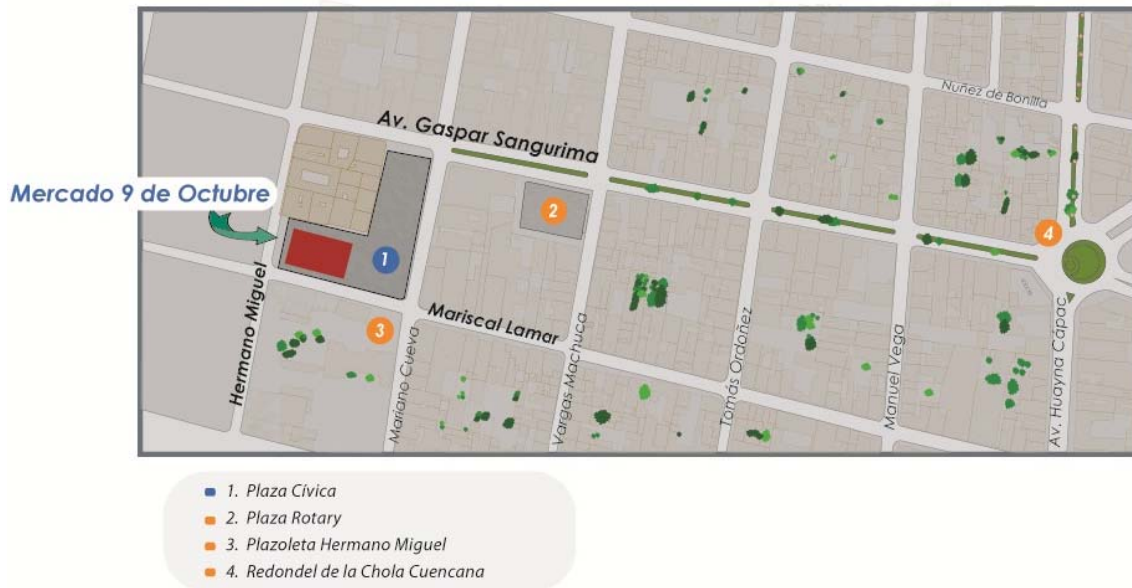 Nuñez de Bonilla
Av. Gaspar Sangurima
Mercado 9 de Octubre
2
4
1
Mariscal Lamar
3
Hermano Miguel
Mariano Cueva
Vargas Machuca
Tomás Ordoñez
Manuel Vega
Av. Huayna Cápac
1. Plaza Cívica
2. Plaza Rotary
3. Plazoleta Hermano Miguel
4. Redondel de la Chola Cuencana